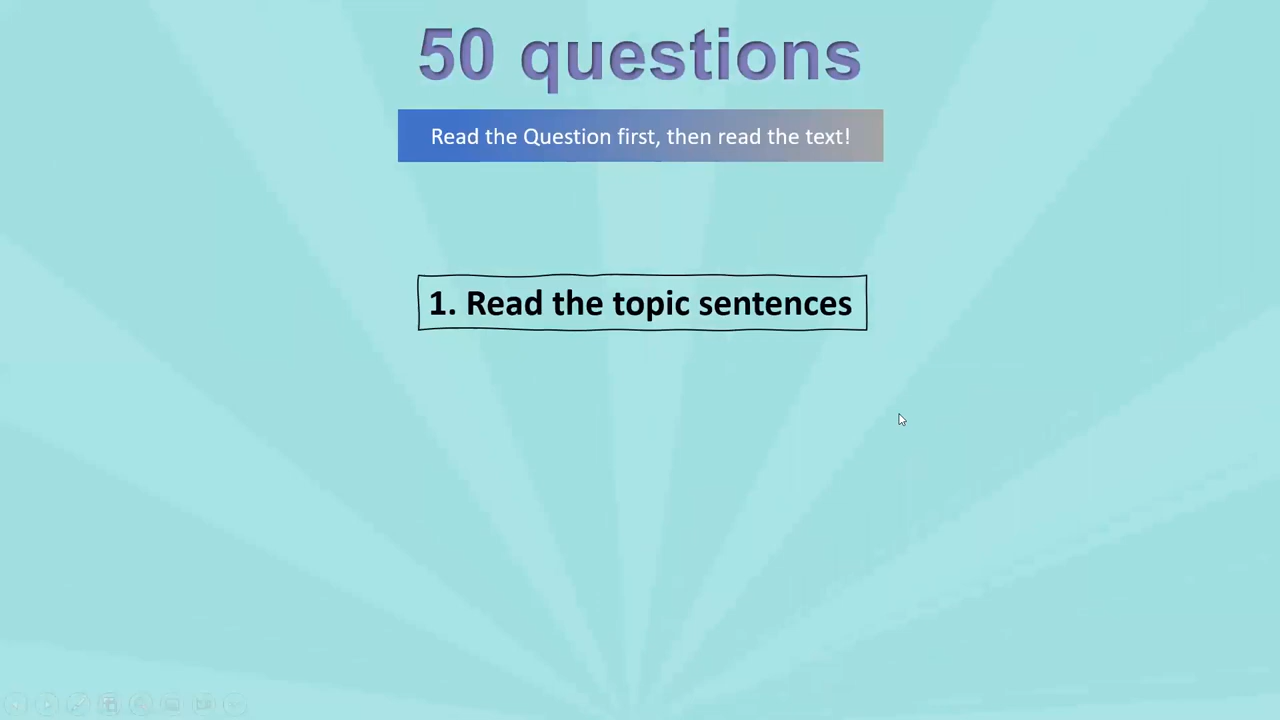 50 questions
Read the Question first, then read the text!
1. Read the topic sentences